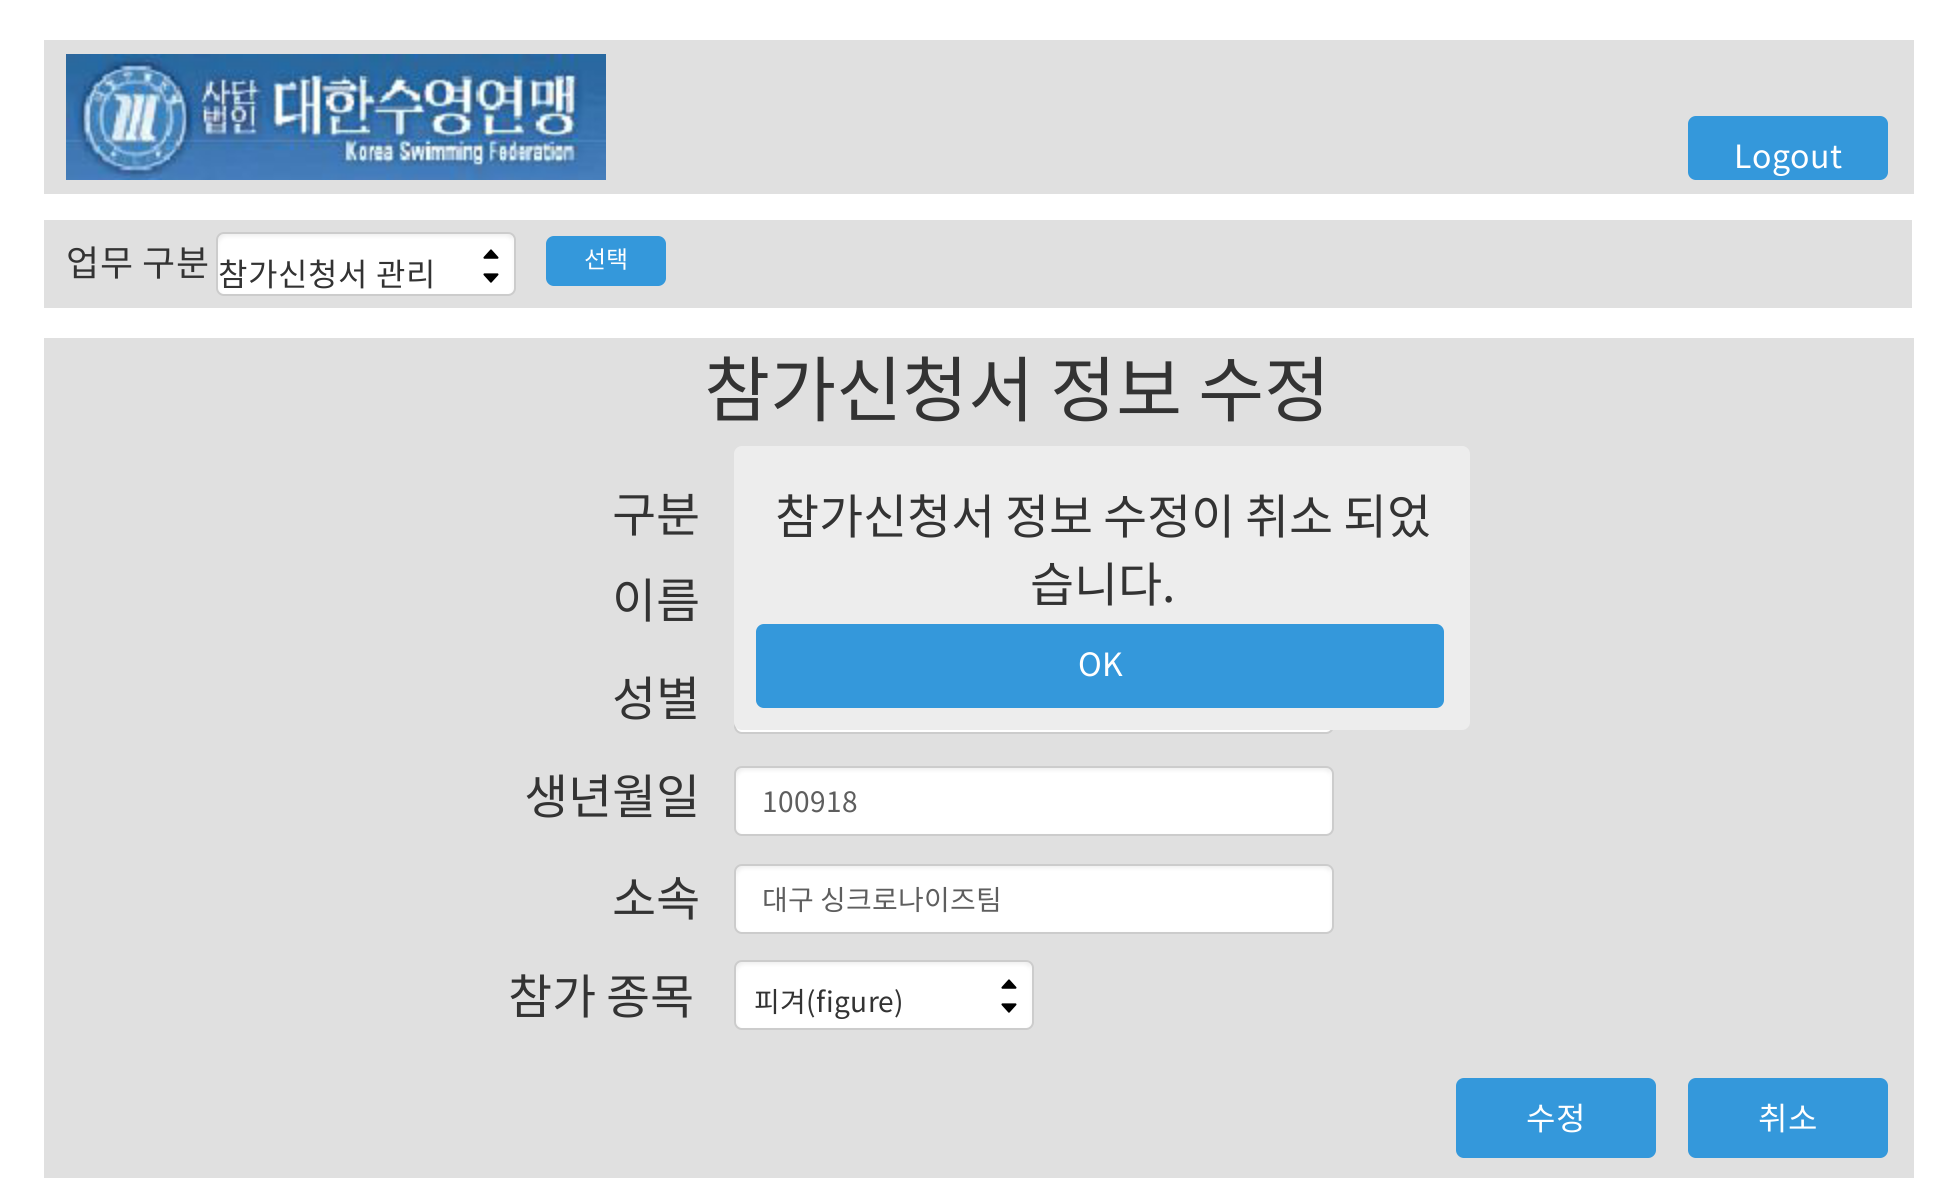 사단
법인 대한수영연맹
Korea Swimming Federation
Logout
업무 구분 참가신청서 관리 선택
참가신청서 정보 수정
참가신청서 정보 수정이 취소 되었
습니다.
OK
구분
이름
성별
생년월일 100918
소속 대구 싱크로나이즈팀
참가 종목 피겨(figure)
수정 취소